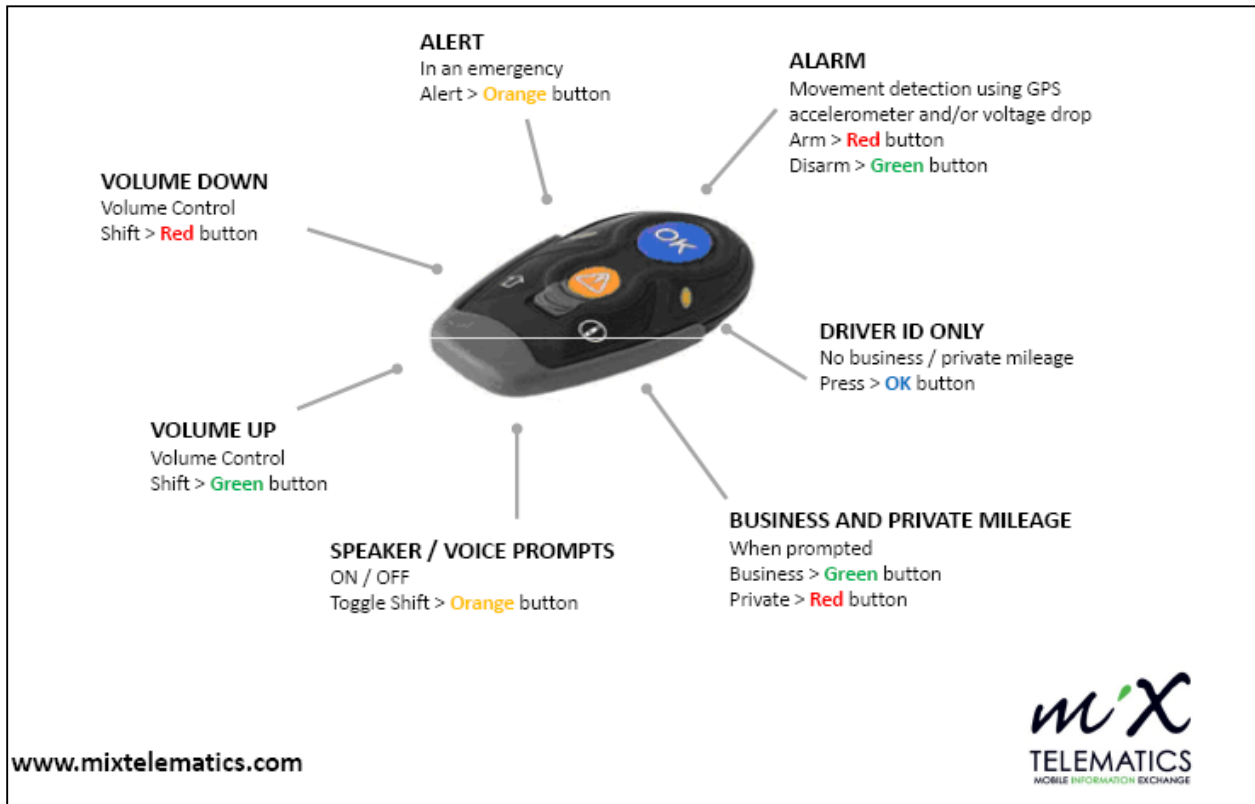 ALERT
In an emergency
Alert > Orange button
ALARM
Movement detection using GPS
accelerometer and/or voltage drop
Arm > Red button
Disarm > Green button
VOLUME DOWN
Volume Control
Shift > Red button
OK
DRIVER ID ONLY
No business / private mileage
Press > OK button
VOLUME UP
Volume Control
Shift > Green button
BUSINESS AND PRIVATE MILEAGE
When prompted
Business > Green button
Private > Red button
SPEAKER / VOICE PROMPTS
ON / OFF
Toggle Shift > Orange button
www.mixtelematics.com
m'X
TELEMATICS
MOBILE INFORMATION EXCHANGE